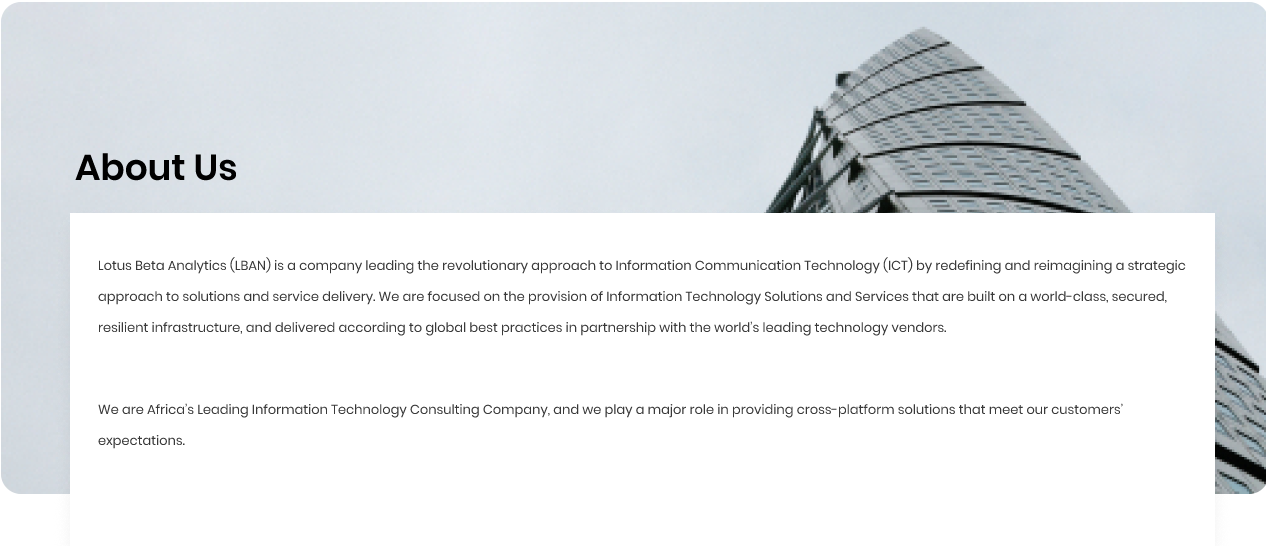 About Us
Lotus Beta Analytics (LBAN) is a company leading the revolutionary approach to Information Communication Technology (ICT) by redefining and reimagining a strategic
approach to solutions and service delivery. We are focused on the provision of Information Technology Solutions and Services that are built on a world-class, secured,
resilient infrastructure, and delivered according to global best practices in partnership with the world's leading technology vendors.
We are Africa's Leading Information Technology Consulting Company, and we play a major role in providing cross-platform solutions that meet our customers'
expectations.